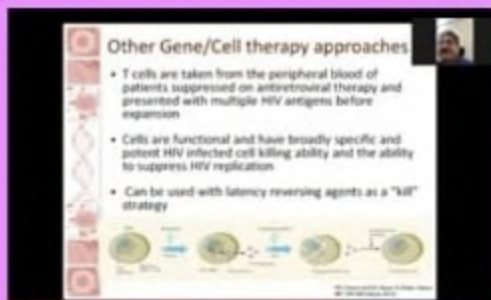 Other Gene/Cell therapy approaches
• T cells are taken from the peripheral blood of
patients suppressed on antiretroviral therapy and
presented with multiple HIV antigens before
expansion
• Cells are functional and have broadly specific and
potent HIV infected cell killing ability and the ability
to suppress HIV replication
• Can be used with latency reversing agents as a "kill"
strategy